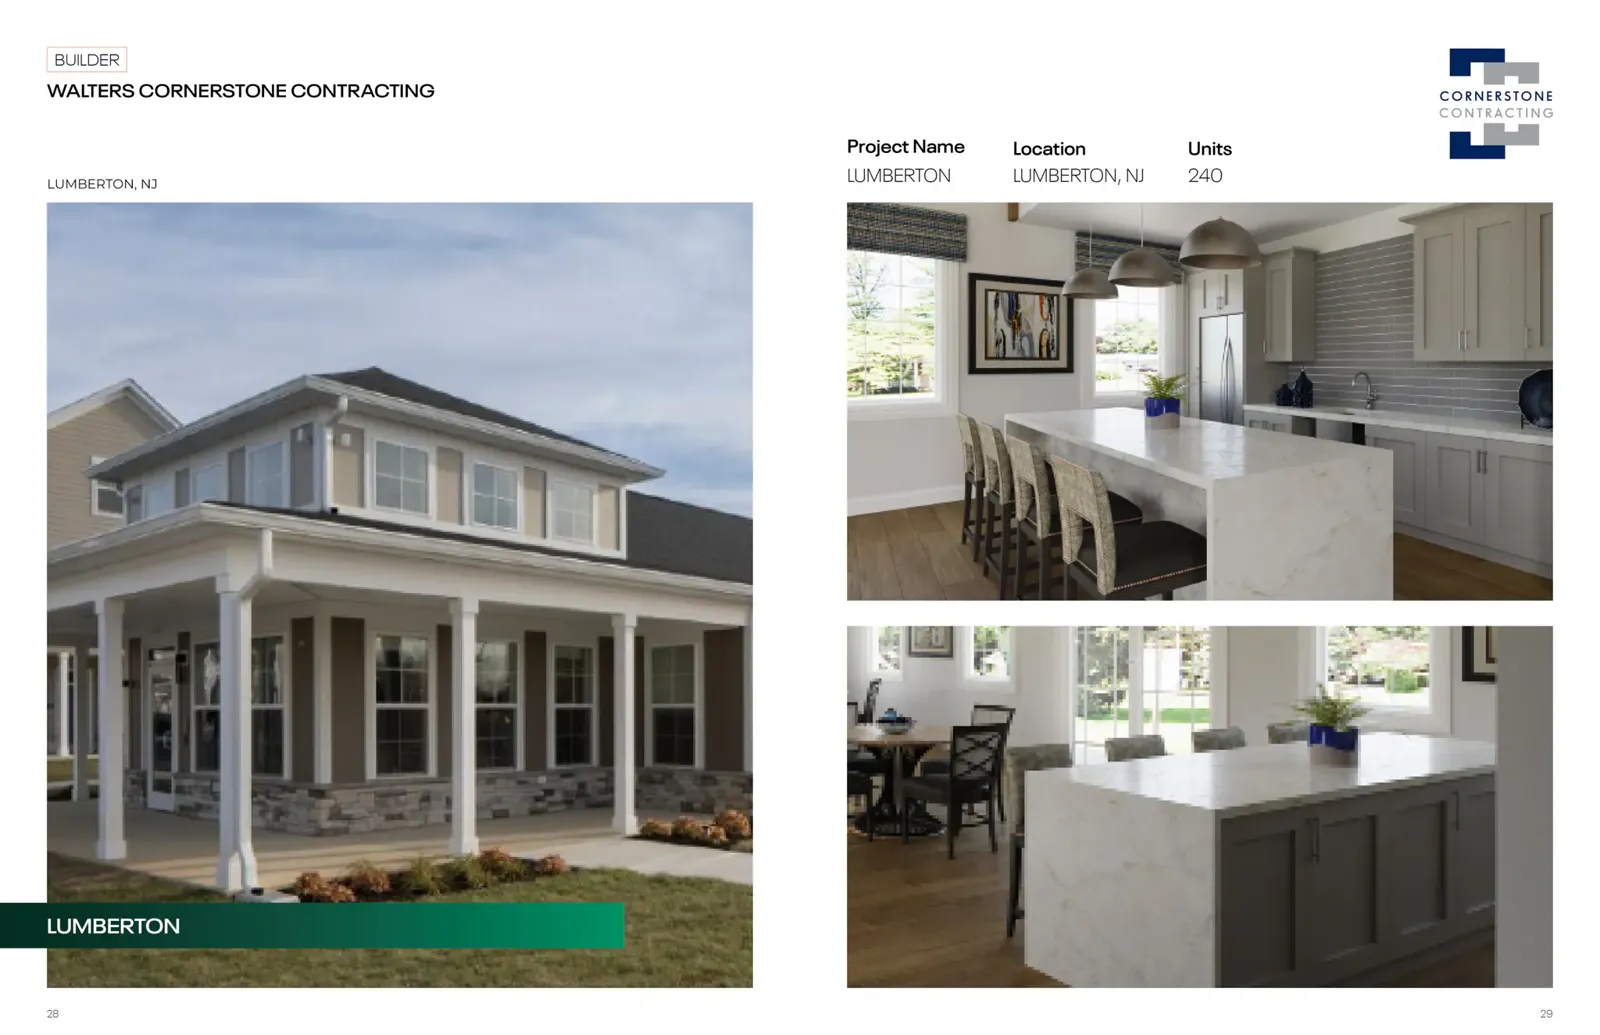 BUILDER
WALTERS CORNERSTONE CONTRACTING
LUMBERTON, NJ
LUMBERTON
28
CORNERSTONE
CONTRACTING
Project Name Location Units
LUMBERTON LUMBERTON, NJ 240
29